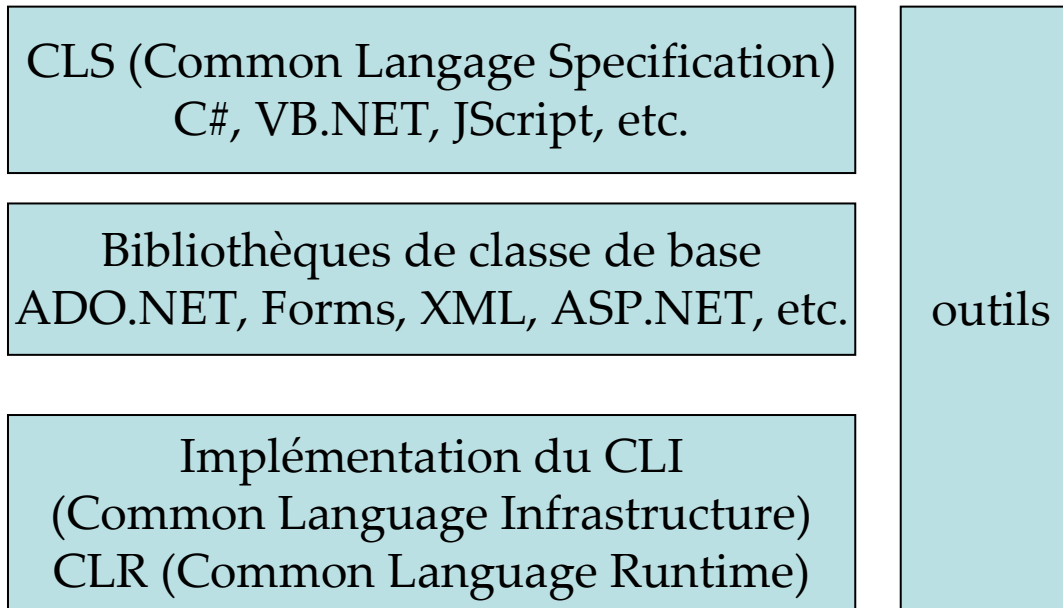 CLS (Common Langage Specification)
C#, VB.NET, JScript, etc.
Bibliothèques de classe de base
ADO.NET, Forms, XML, ASP.NET, etc.
outils
Implémentation du CLI
(Common Language Infrastructure)
CLR (Common Language Runtime)